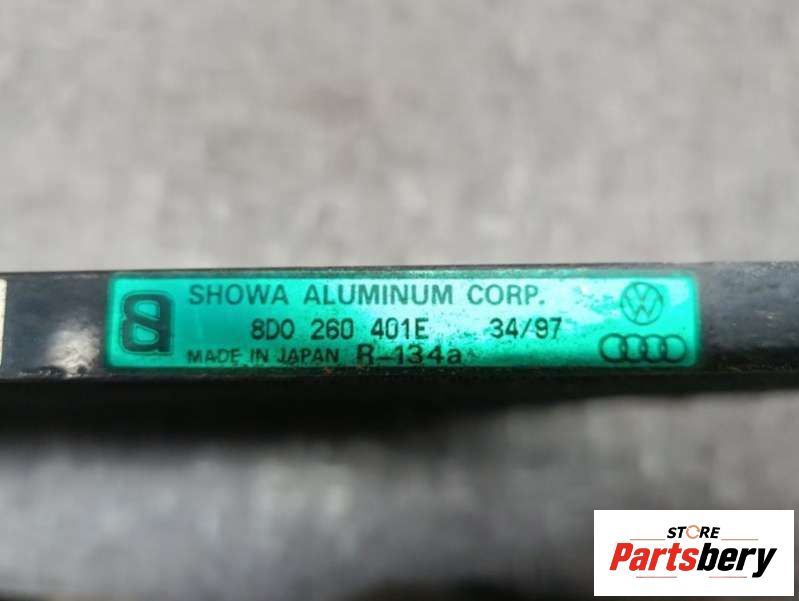 SHOWA ALUMINUM CORP.
8D0 260 401E 34/97
MADE IN JAPAN R-134a
STORE
Partsbery